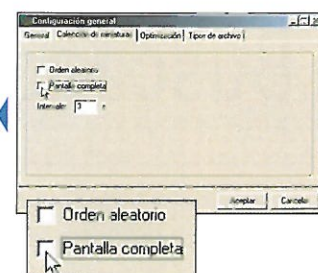 Configuración general
General Colección de miniaturas Optimización Tipos de archivo
Orden aleatorio
Pantalla completa
Intervalo: 3 s
Aceptar Cancelar
Orden aleatorio
Pantalla completa